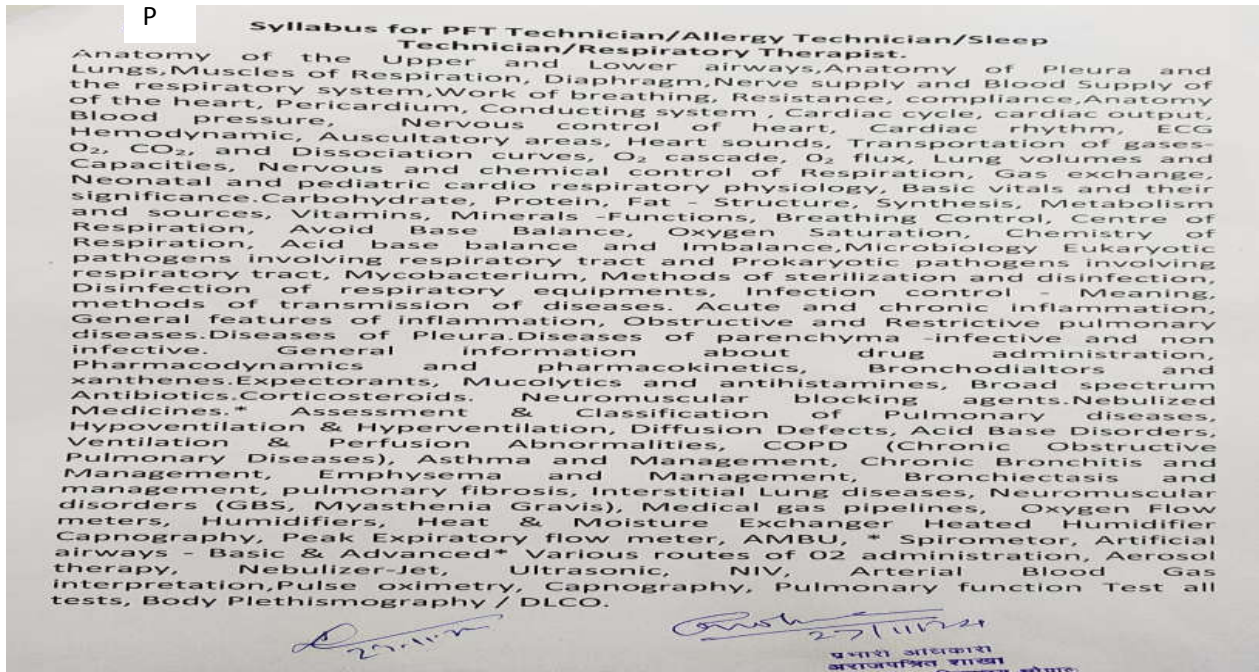 P
Syllabus for PFT Technician/Allergy Technician/Sleep
Technician/Respiratory Therapist.
Anatomy of the Upper and Lower airways,Anatomy of Pleura and
Lungs,Muscles of Respiration, Diaphragm,Nerve supply and Blood Supply of
the respiratory system,Work of breathing, Resistance, compliance,Anatomy
of the heart, Pericardium, Conducting system , Cardiac cycle, cardiac output,
Blood pressure, Nervous control of heart, Cardiac rhythm, ECG
Hemodynamic, Auscultatory areas, Heart sounds, Transportation of gases-
O₂, CO₂, and Dissociation curves, O₂ cascade, O₂ flux, Lung volumes and
Capacities, Nervous and chemical control of Respiration, Gas exchange,
Neonatal and pediatric cardio respiratory physiology, Basic vitals and their
significance.Carbohydrate, Protein, Fat - Structure, Synthesis, Metabolism
and sources, Vitamins, Minerals -Functions, Breathing Control, Centre of
Respiration, Avoid Base Balance, Oxygen Saturation, Chemistry of
Respiration, Acid base balance and Imbalance,Microbiology Eukaryotic
pathogens involving respiratory tract and Prokaryotic pathogens involving
respiratory tract, Mycobacterium, Methods of sterilization and disinfection,
Disinfection of respiratory equipments, Infection control - Meaning,
methods of transmission of diseases. Acute and chronic inflammation,
General features of inflammation, Obstructive and Restrictive pulmonary
diseases.Diseases of Pleura.Diseases of parenchyma -infective and non
infective. General information about drug administration,
Pharmacodynamics and pharmacokinetics, Bronchodialtors and
xanthenes.Expectorants, Mucolytics and antihistamines, Broad spectrum
Antibiotics.Corticosteroids. Neuromuscular blocking agents.Nebulized
Medicines.* Assessment & Classification of Pulmonary diseases,
Hypoventilation & Hyperventilation, Diffusion Defects, Acid Base Disorders,
Ventilation & Perfusion Abnormalities, COPD (Chronic Obstructive
Pulmonary Diseases), Asthma and Management, Chronic Bronchitis and
Management, Emphysema and Management, Bronchiectasis and
management, pulmonary fibrosis, Interstitial Lung diseases, Neuromuscular
disorders (GBS, Myasthenia Gravis), Medical gas pipelines, Oxygen Flow
meters, Humidifiers, Heat & Moisture Exchanger Heated Humidifier
Capnography, Peak Expiratory flow meter, AMBU, * Spirometor, Artificial
airways - Basic & Advanced* Various routes of 02 administration, Aerosol
therapy, Nebulizer-Jet, Ultrasonic, NIV, Arterial Blood Gas
interpretation,Pulse oximetry, Capnography, Pulmonary function Test all
tests, Body Plethismography / DLCO.
27/11/24
प्रभारी अधिकारी
अराजपत्रित शाखा